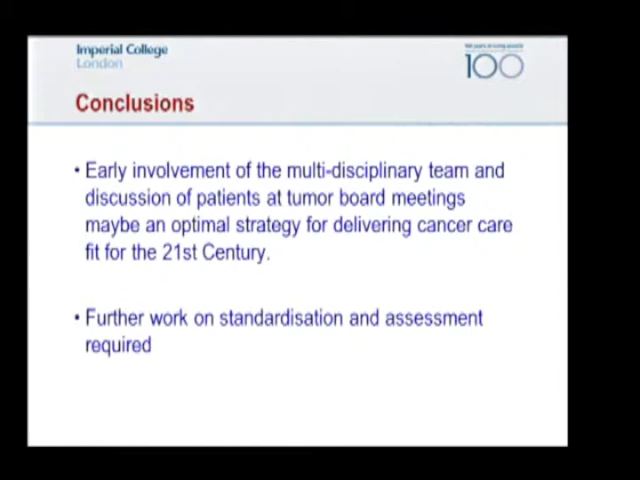 Imperial College
London
100
Conclusions
• Early involvement of the multi-disciplinary team and
discussion of patients at tumor board meetings
maybe an optimal strategy for delivering cancer care
fit for the 21st Century.
• Further work on standardisation and assessment
required